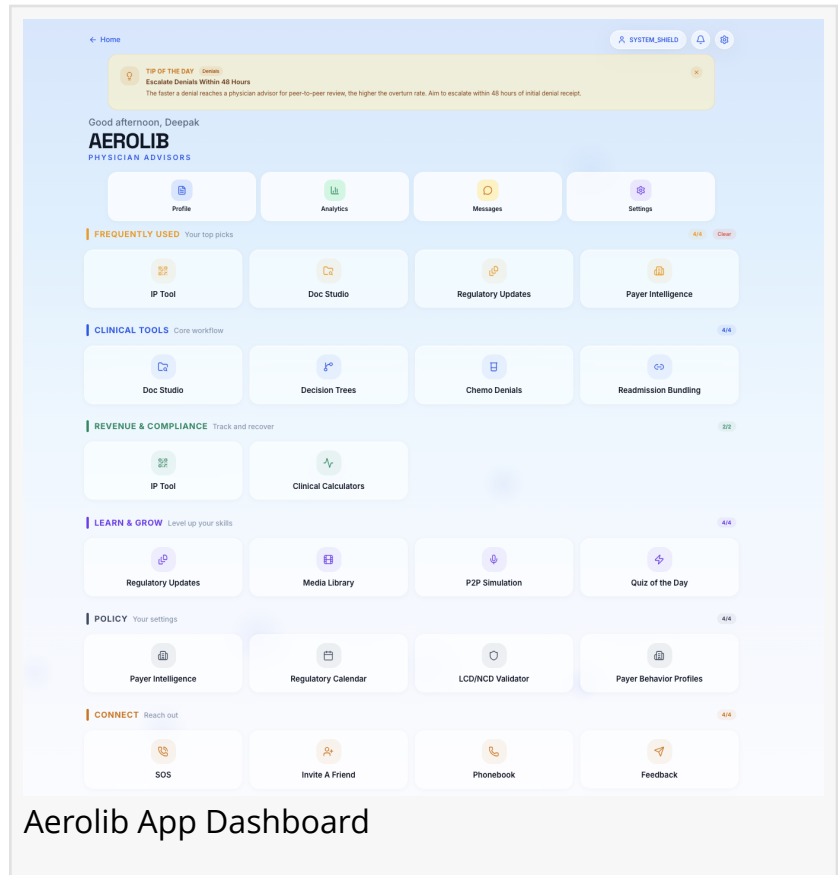 ← Home
SYSTEM_SHIELD
TIP OF THE DAY Denials
Escalate Denials Within 48 Hours
The faster a denial reaches a physician advisor for peer-to-peer review, the higher the overturn rate. Aim to escalate within 48 hours of initial denial receipt.
Good afternoon, Deepak
AEROLIB
PHYSICIAN ADVISORS
Profile
Analytics
Messages
Settings
FREQUENTLY USED Your top picks
4/4 Clear
IP Tool
Doc Studio
Regulatory Updates
Payer Intelligence
CLINICAL TOOLS Core workflow
4/4
Doc Studio
Decision Trees
Chemo Denials
Readmission Bundling
REVENUE & COMPLIANCE Track and recover
2/2
IP Tool
Clinical Calculators
LEARN & GROW Level up your skills
4/4
Regulatory Updates
Media Library
P2P Simulation
Quiz of the Day
POLICY Your settings
4/4
Payer Intelligence
Regulatory Calendar
LCD/NCD Validator
Payer Behavior Profiles
CONNECT Reach out
4/4
SOS
Invite A Friend
Phonebook
Feedback
Aerolib App Dashboard